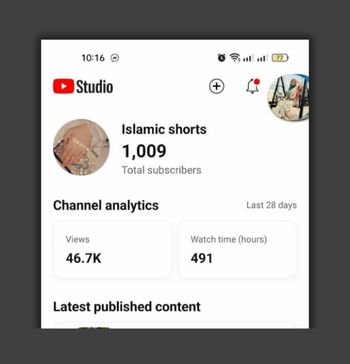 10:16
77
Studio
Islamic shorts
1,009
Total subscribers
Channel analytics
Last 28 days
Views
46.7K
Watch time (hours)
491
Latest published content